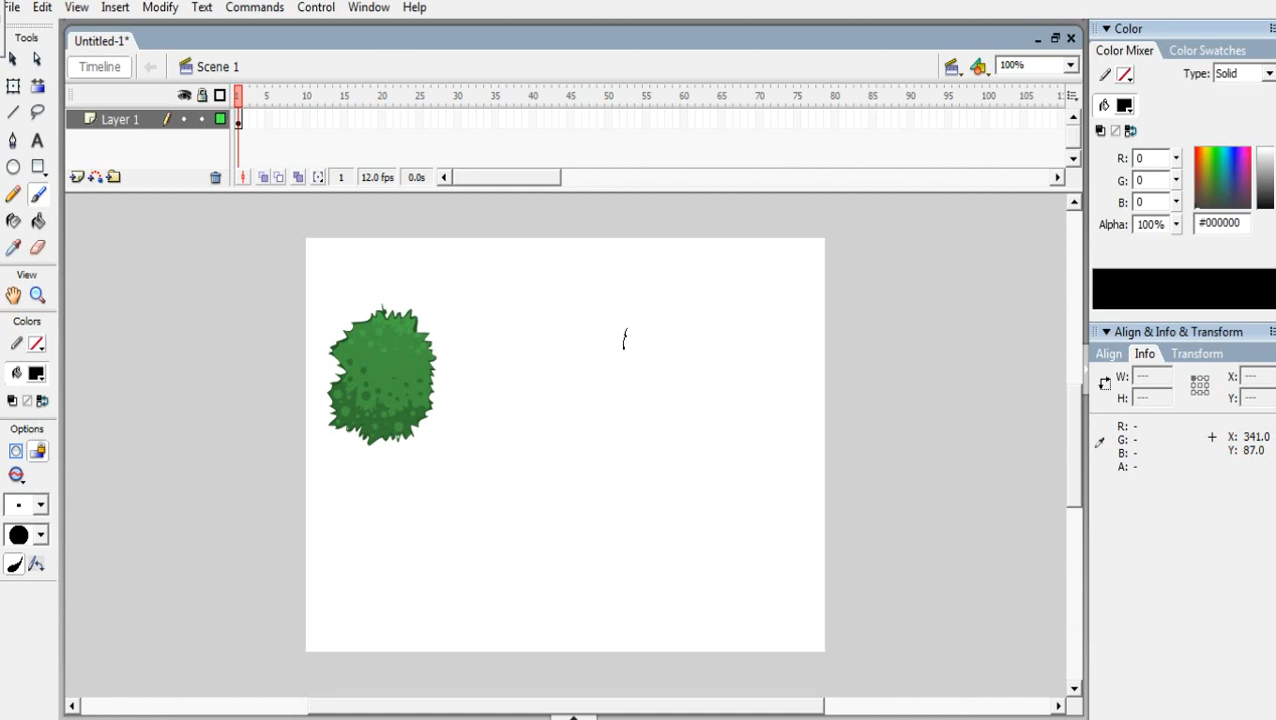 File Edit View Insert Modify Text Commands Control Window Help
Tools
Untitled-1*
Timeline Scene 1 100%
1 5 10 15 20 25 30 35 40 45 50 55 60 65 70 75 80 85 90 95 100 105 11
Layer 1
1 12.0 fps 0.0s
View
Colors
Options
Color
Color Mixer Color Swatches
Type: Solid
R: 0
G: 0
B: 0
Alpha: 100% #000000
Align & Info & Transform
Align Info Transform
W: --- X: ---
H: --- Y: ---
R: -
G: - X: 341.0
B: - Y: 87.0
A: -